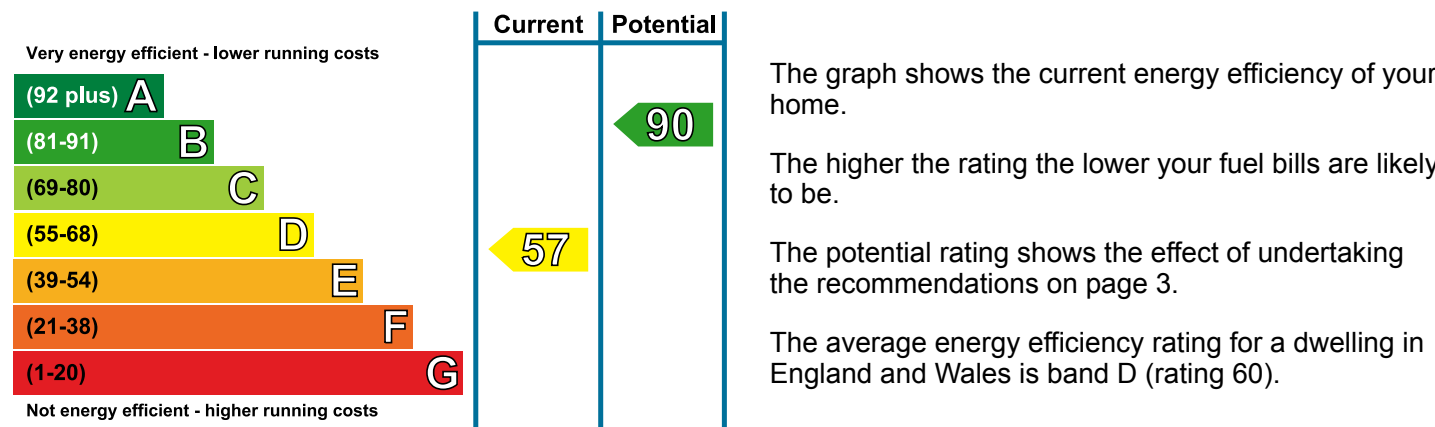 Current Potential
Very energy efficient - lower running costs
(92 plus) A
(81-91) B
(69-80) C
(55-68) D
(39-54) E
(21-38) F
(1-20) G
Not energy efficient - higher running costs
90
57
The graph shows the current energy efficiency of your
home.
The higher the rating the lower your fuel bills are likely
to be.
The potential rating shows the effect of undertaking
the recommendations on page 3.
The average energy efficiency rating for a dwelling in
England and Wales is band D (rating 60).